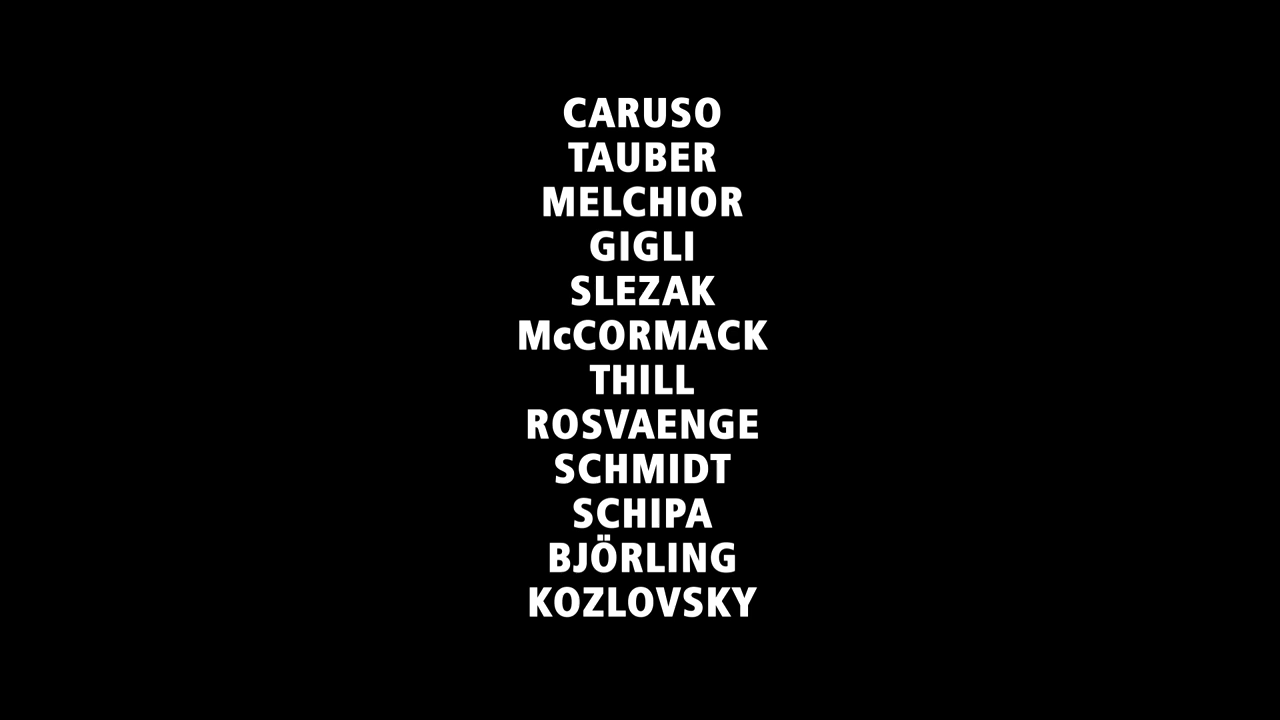 CARUSO
TAUBER
MELCHIOR
GIGLI
SLEZAK
McCORMACK
THILL
ROSVAENGE
SCHMIDT
SCHIPA
BJÖRLING
KOZLOVSKY